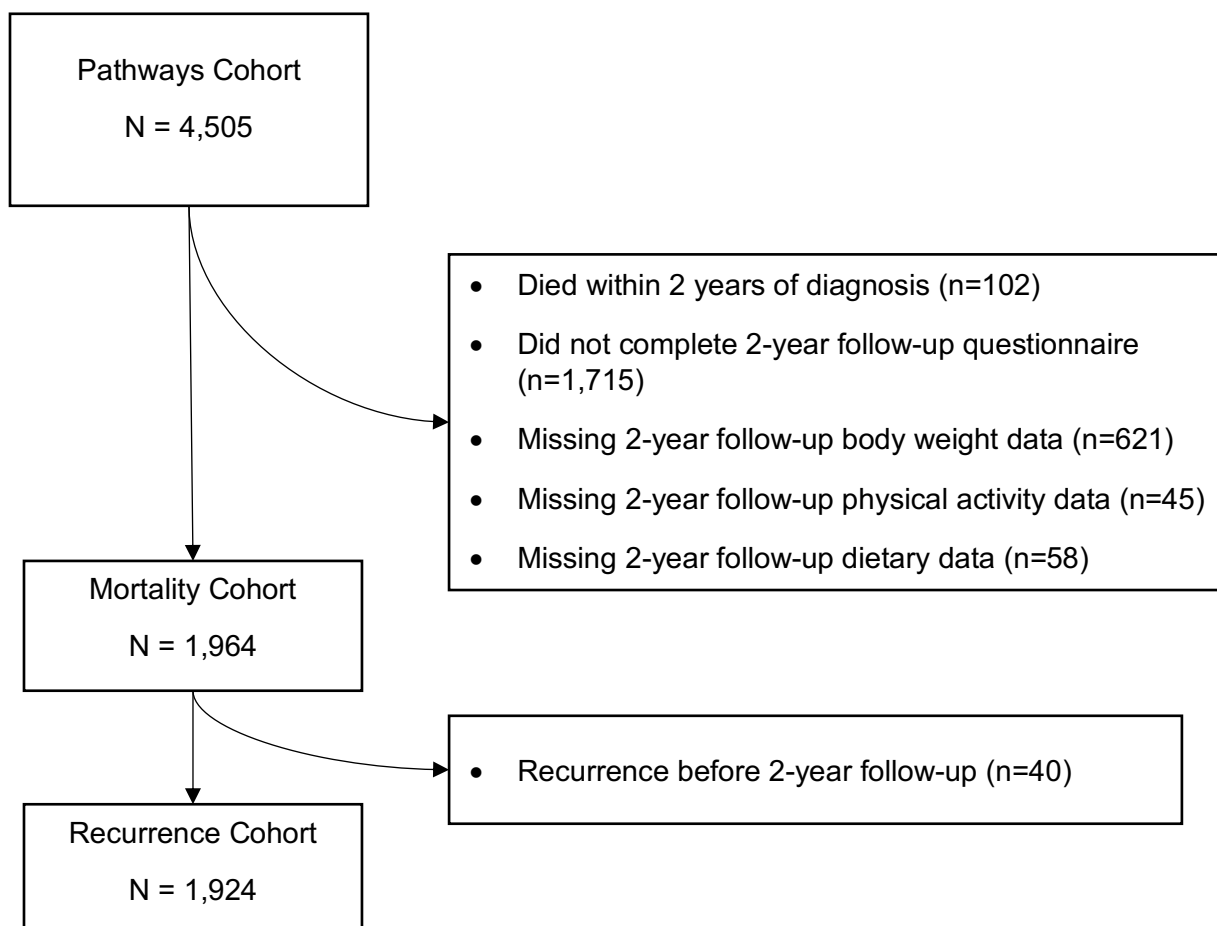 Pathways Cohort
N = 4,505
• Died within 2 years of diagnosis (n=102)
• Did not complete 2-year follow-up questionnaire
(n=1,715)
• Missing 2-year follow-up body weight data (n=621)
• Missing 2-year follow-up physical activity data (n=45)
• Missing 2-year follow-up dietary data (n=58)
Mortality Cohort
N = 1,964
• Recurrence before 2-year follow-up (n=40)
Recurrence Cohort
N = 1,924